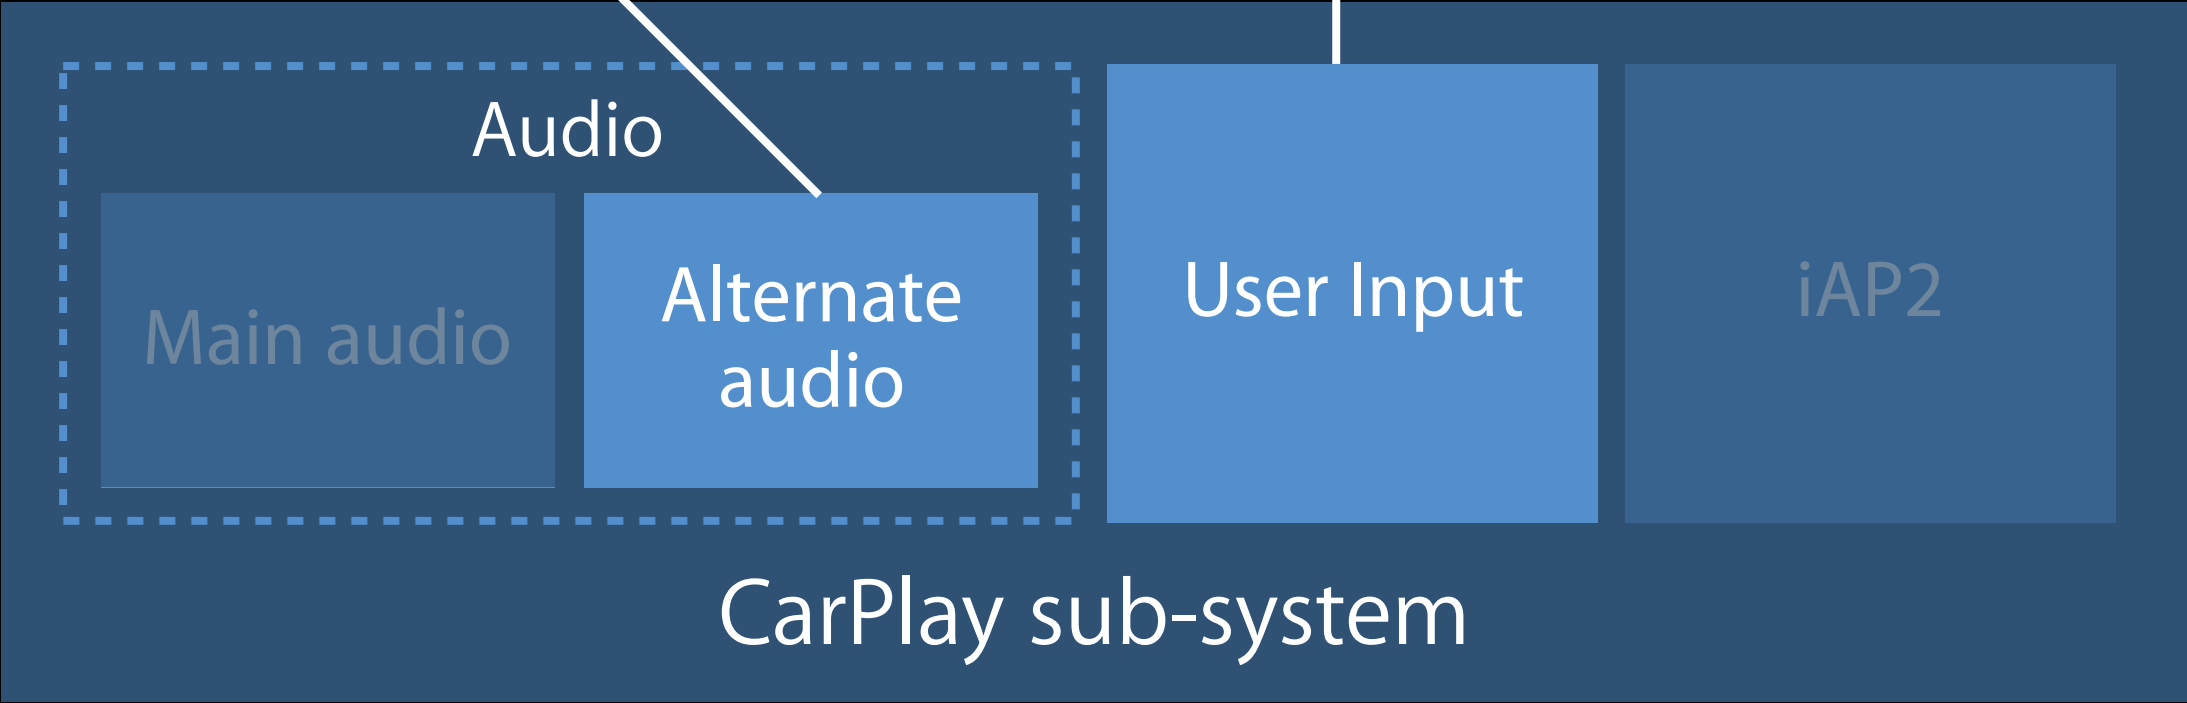 Audio
Main audio
Alternate
audio
User Input
iAP2
CarPlay sub-system